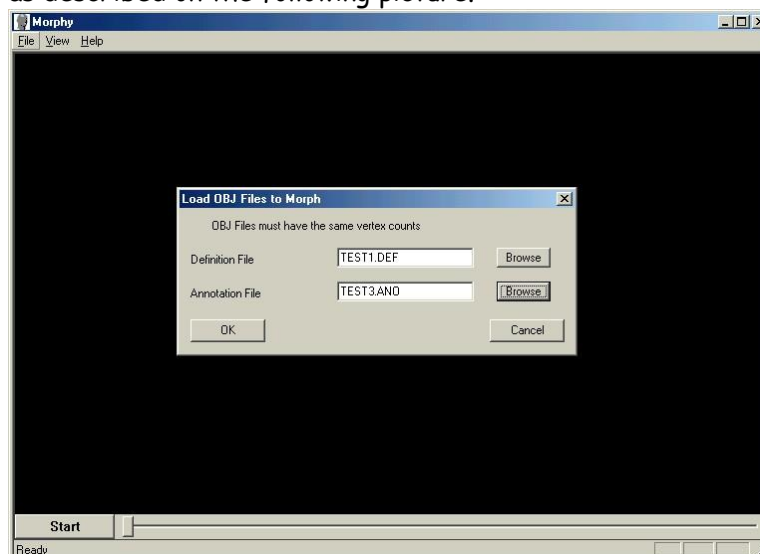 as described on the following picture.
Morphy
File View Help
Load OBJ Files to Morph
OBJ Files must have the same vertex counts
Definition File TEST1.DEF Browse
Annotation File TEST3.ANO Browse
OK Cancel
Start
Ready